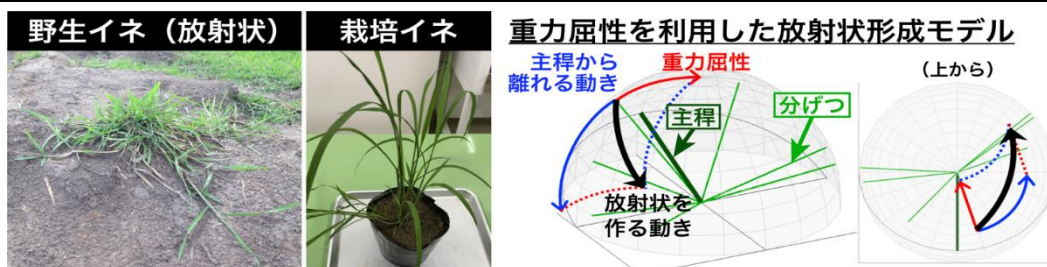 野生イネ（放射状）
栽培イネ
重力屈性を利用した放射状形成モデル
主稈から
離れる動き
重力屈性
主稈
分げつ
放射状を
作る動き
（上から）